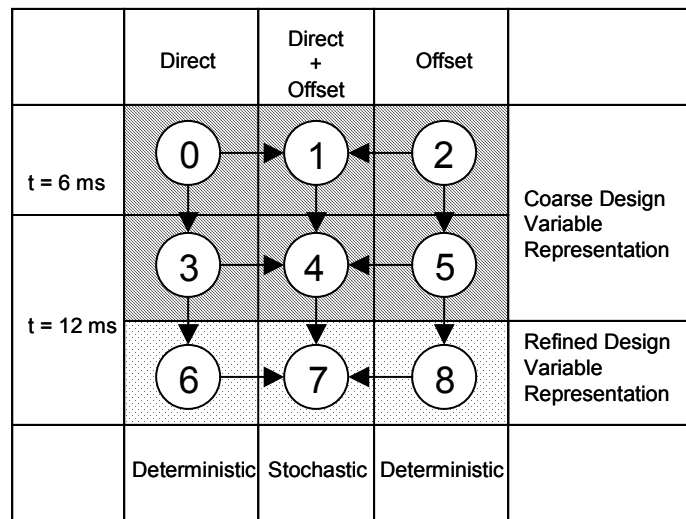 Direct
Direct
+
Offset
Offset
t = 6 ms
0
1
2
Coarse Design
Variable
Representation
3
4
5
t = 12 ms
Refined Design
Variable
Representation
6
7
8
Deterministic
Stochastic
Deterministic